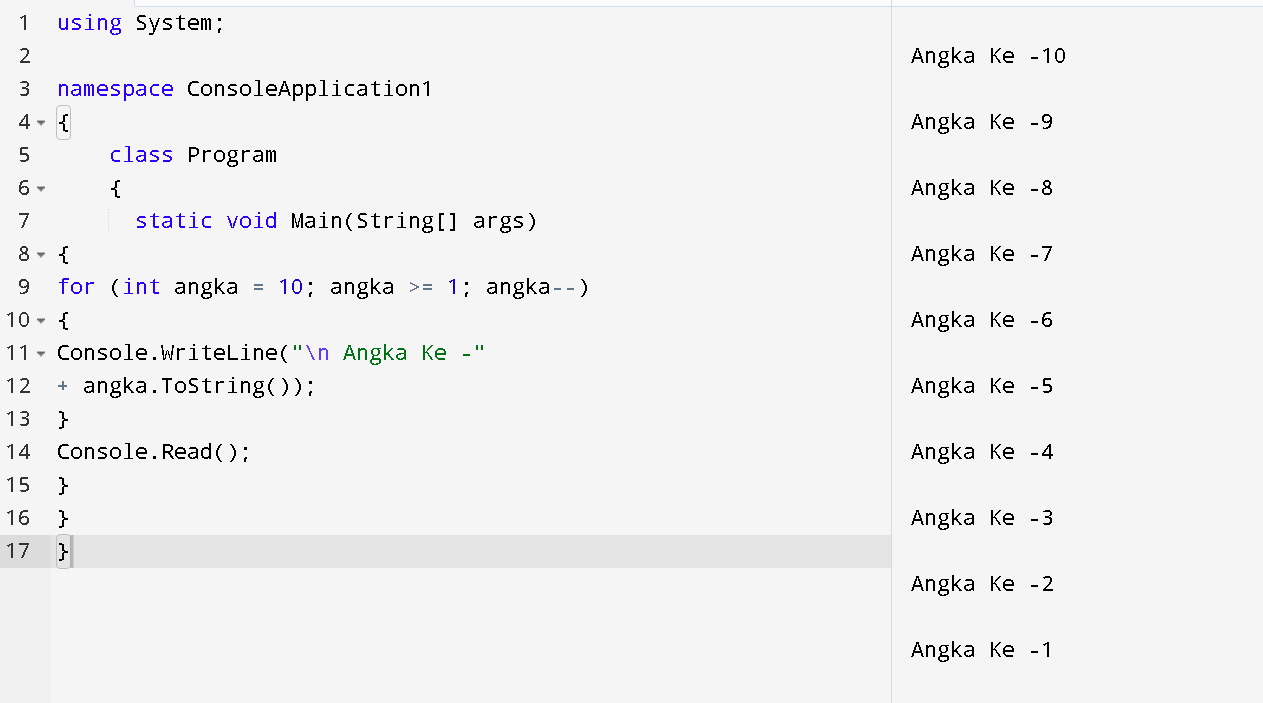 1 using System;
2
3 namespace ConsoleApplication1
4 {
5     class Program
6     {
7       static void Main(String[] args)
8 {
9 for (int angka = 10; angka >= 1; angka--)
10 {
11 Console.WriteLine("\n Angka Ke -"
12 + angka.ToString());
13 }
14 Console.Read();
15 }
16 }
17 }
Angka Ke -10
Angka Ke -9
Angka Ke -8
Angka Ke -7
Angka Ke -6
Angka Ke -5
Angka Ke -4
Angka Ke -3
Angka Ke -2
Angka Ke -1